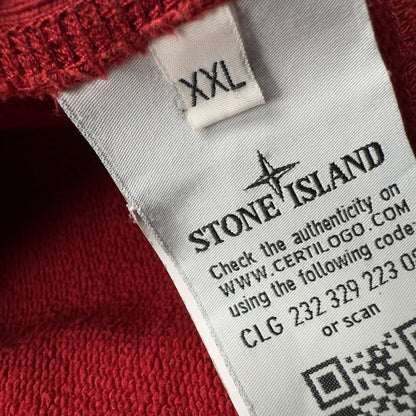 XXL
STONE ISLAND
Check the authenticity on
WWW.CERTILOGO.COM
using the following code:
CLG 232 329 223 0
or scan